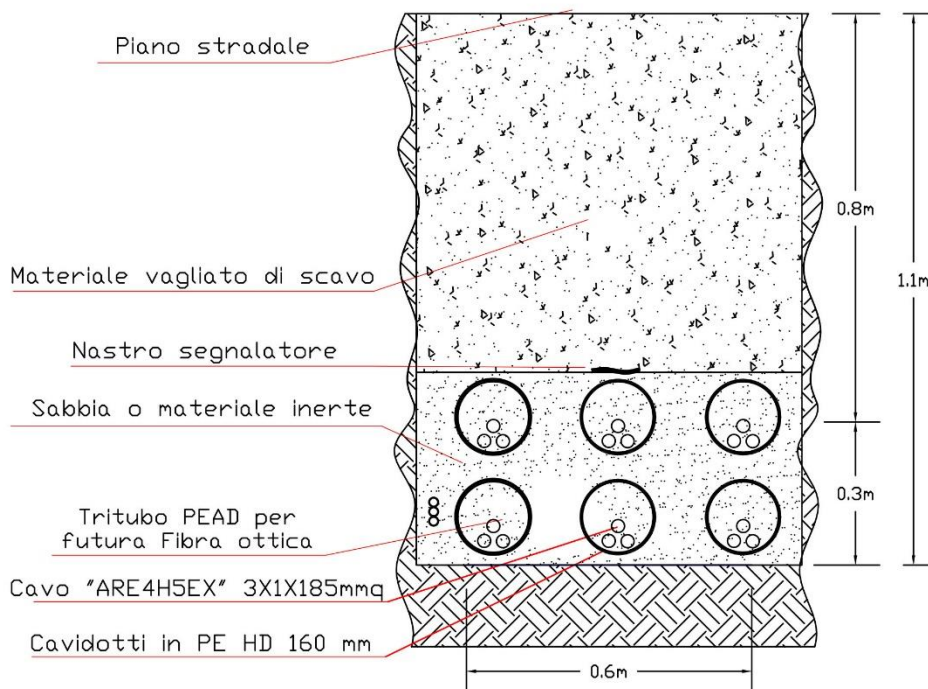 Piano stradale
0.8m
Materiale vagliato di scavo
1.1m
Nastro segnalatore
Sabbia o materiale inerte
0.3m
Tritubo PEAD per
futura Fibra ottica
Cavo "ARE4H5EX" 3X1X185mmq
Cavidotti in PE HD 160 mm
0.6m